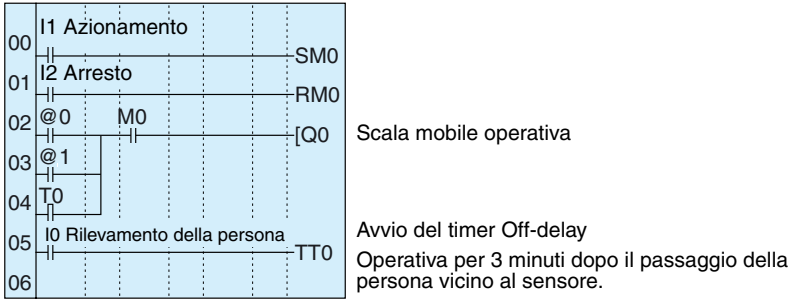 I1 Azionamento
00 SM0
I2 Arresto
01 RM0
@0 M0
02 [Q0 Scala mobile operativa
@1
03
T0
04
Avvio del timer Off-delay
I0 Rilevamento della persona
05 TT0
Operativa per 3 minuti dopo il passaggio della
persona vicino al sensore.
06